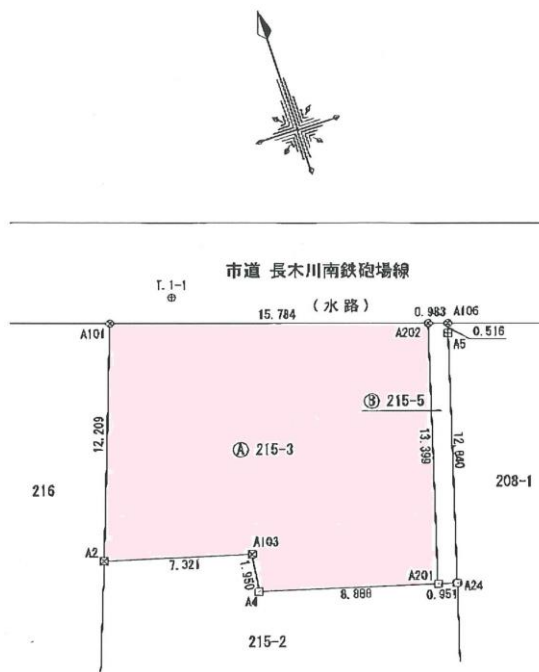 市道 長木川南鉄砲場線
T.1-1
(水路)
15.784
0.983
A106
A101
A202
0.516
A5
Ⓑ 215-5
12.209
Ⓐ 215-3
13.399
12.840
216
208-1
A103
A2
7.321
1.950
A4
8.888
A201
0.951
A24
215-2